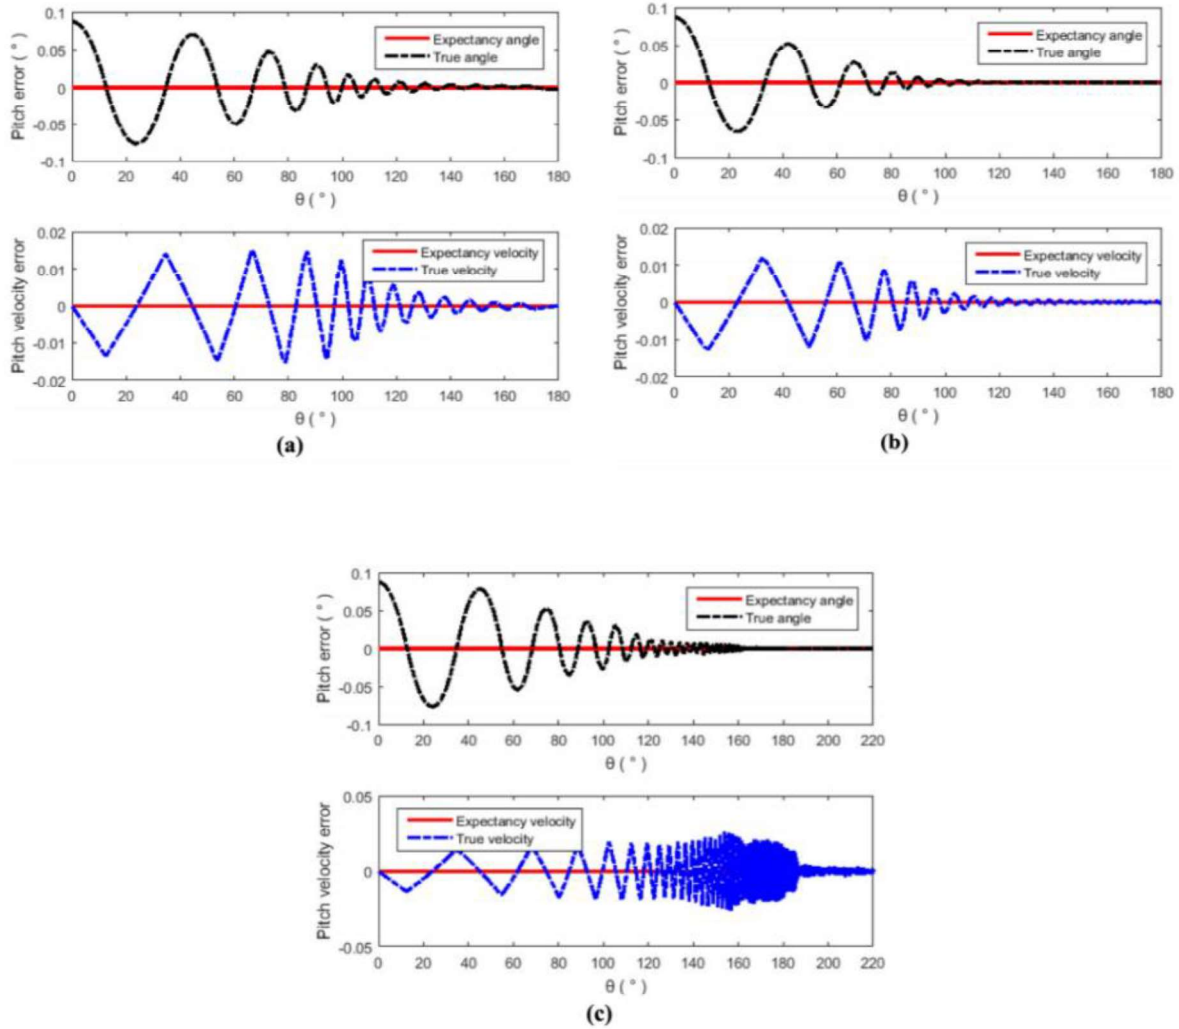 0.1
0.05
0
-0.05
-0.1
Pitch error ( ° )
Expectancy angle
True angle
0 20 40 60 80 100 120 140 160 180
θ ( ° )
0.02
0.01
0
-0.01
-0.02
Pitch velocity error
Expectancy velocity
True velocity
0 20 40 60 80 100 120 140 160 180
θ ( ° )
(a)
0.1
0.05
0
-0.05
-0.1
Pitch error ( ° )
Expectancy angle
True angle
0 20 40 60 80 100 120 140 160 180
θ ( ° )
0.02
0.01
0
-0.01
-0.02
Pitch velocity error
Expectancy velocity
True velocity
0 20 40 60 80 100 120 140 160 180
θ ( ° )
(b)
0.1
0.05
0
-0.05
-0.1
Pitch error ( ° )
Expectancy angle
True angle
0 20 40 60 80 100 120 140 160 180 200 220
θ ( ° )
0.05
0
-0.05
Pitch velocity error
Expectancy velocity
True velocity
0 20 40 60 80 100 120 140 160 180 200 220
θ ( ° )
(c)